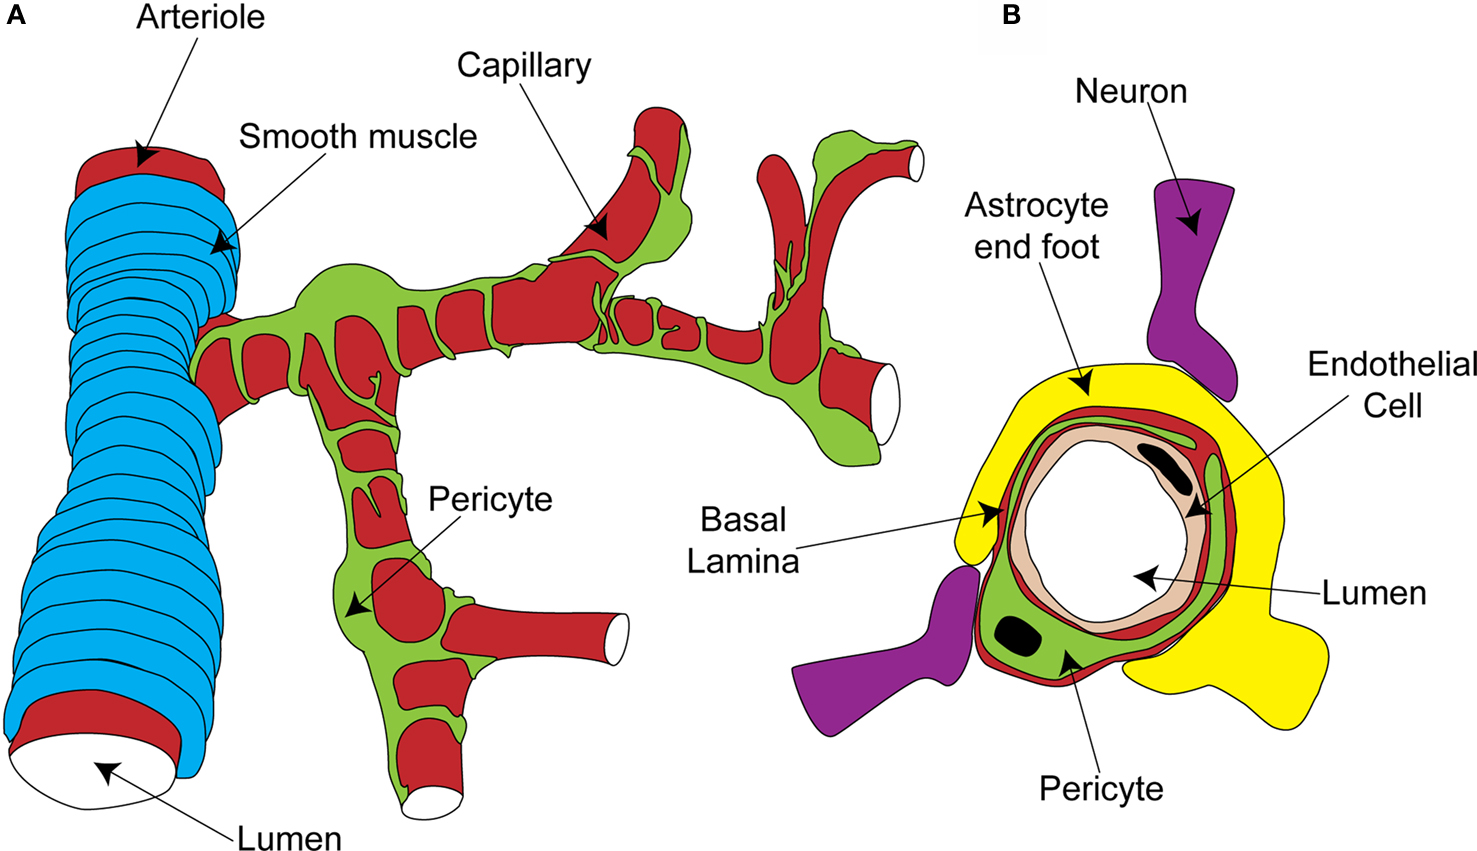 A
Arteriole
Capillary
Smooth muscle
Pericyte
Lumen
B
Neuron
Astrocyte
end foot
Endothelial
Cell
Basal
Lamina
Lumen
Pericyte